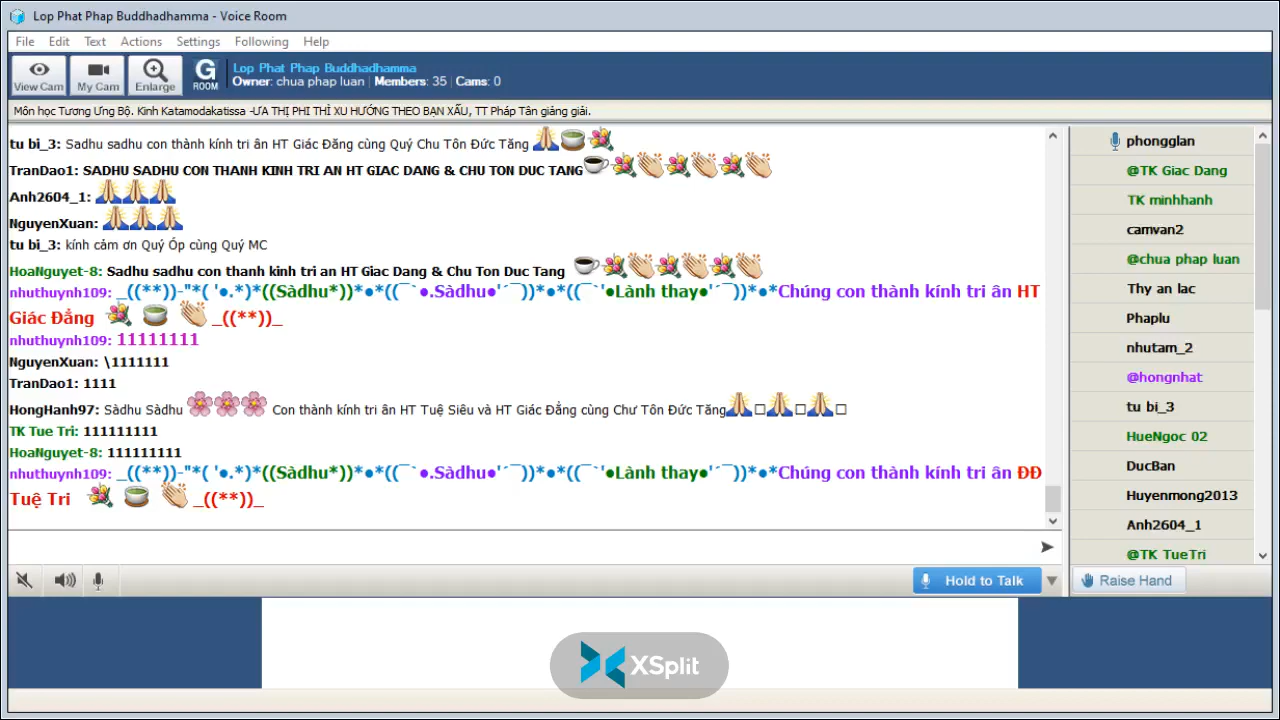 Lop Phat Phap Buddhadhamma - Voice Room
File Edit Text Actions Settings Following Help
View Cam My Cam Enlarge G ROOM
Lop Phat Phap Buddhadhamma
Owner: chua phap luan | Members: 35 | Cams: 0
Môn học Tương Ưng Bộ. Kinh Katamodakatissa -ƯA THỊ PHI THÌ XU HƯỚNG THEO BẠN XẤU, TT Pháp Tân giảng giải.
tu bi_3: Sadhu sadhu con thành kính tri ân HT Giác Đăng cùng Quý Chu Tôn Đức Tăng
TranDao1: SADHU SADHU CON THANH KINH TRI AN HT GIAC DANG & CHU TON DUC TANG
Anh2604_1:
NguyenXuan:
tu bi_3: kính cảm ơn Quý Óp cùng Quý MC
HoaNguyet-8: Sadhu sadhu con thanh kinh tri an HT Giac Dang & Chu Ton Duc Tang
nhuthuynh109: _((**))-"*( '●.*)*((Sàdhu*))*●*((¯`●.Sàdhu●'´¯))*●*((¯`'●Lành thay●'´¯))*●*Chúng con thành kính tri ân HT
Giác Đẳng _((**))_
nhuthuynh109: 11111111
NguyenXuan: \1111111
TranDao1: 1111
HongHanh97: Sàdhu Sàdhu Con thành kính tri ân HT Tuệ Siêu và HT Giác Đẳng cùng Chư Tôn Đức Tăng
TK Tue Tri: 111111111
HoaNguyet-8: 111111111
nhuthuynh109: _((**))-"*( '●.*)*((Sàdhu*))*●*((¯`●.Sàdhu●'´¯))*●*((¯`'●Lành thay●'´¯))*●*Chúng con thành kính tri ân ĐĐ
Tuệ Tri _((**))_
phongglan
@TK Giac Dang
TK minhhanh
camvan2
@chua phap luan
Thy an lac
Phaplu
nhutam_2
@hongnhat
tu bi_3
HueNgoc 02
DucBan
Huyenmong2013
Anh2604_1
@TK TueTri
Hold to Talk
Raise Hand
XSplit